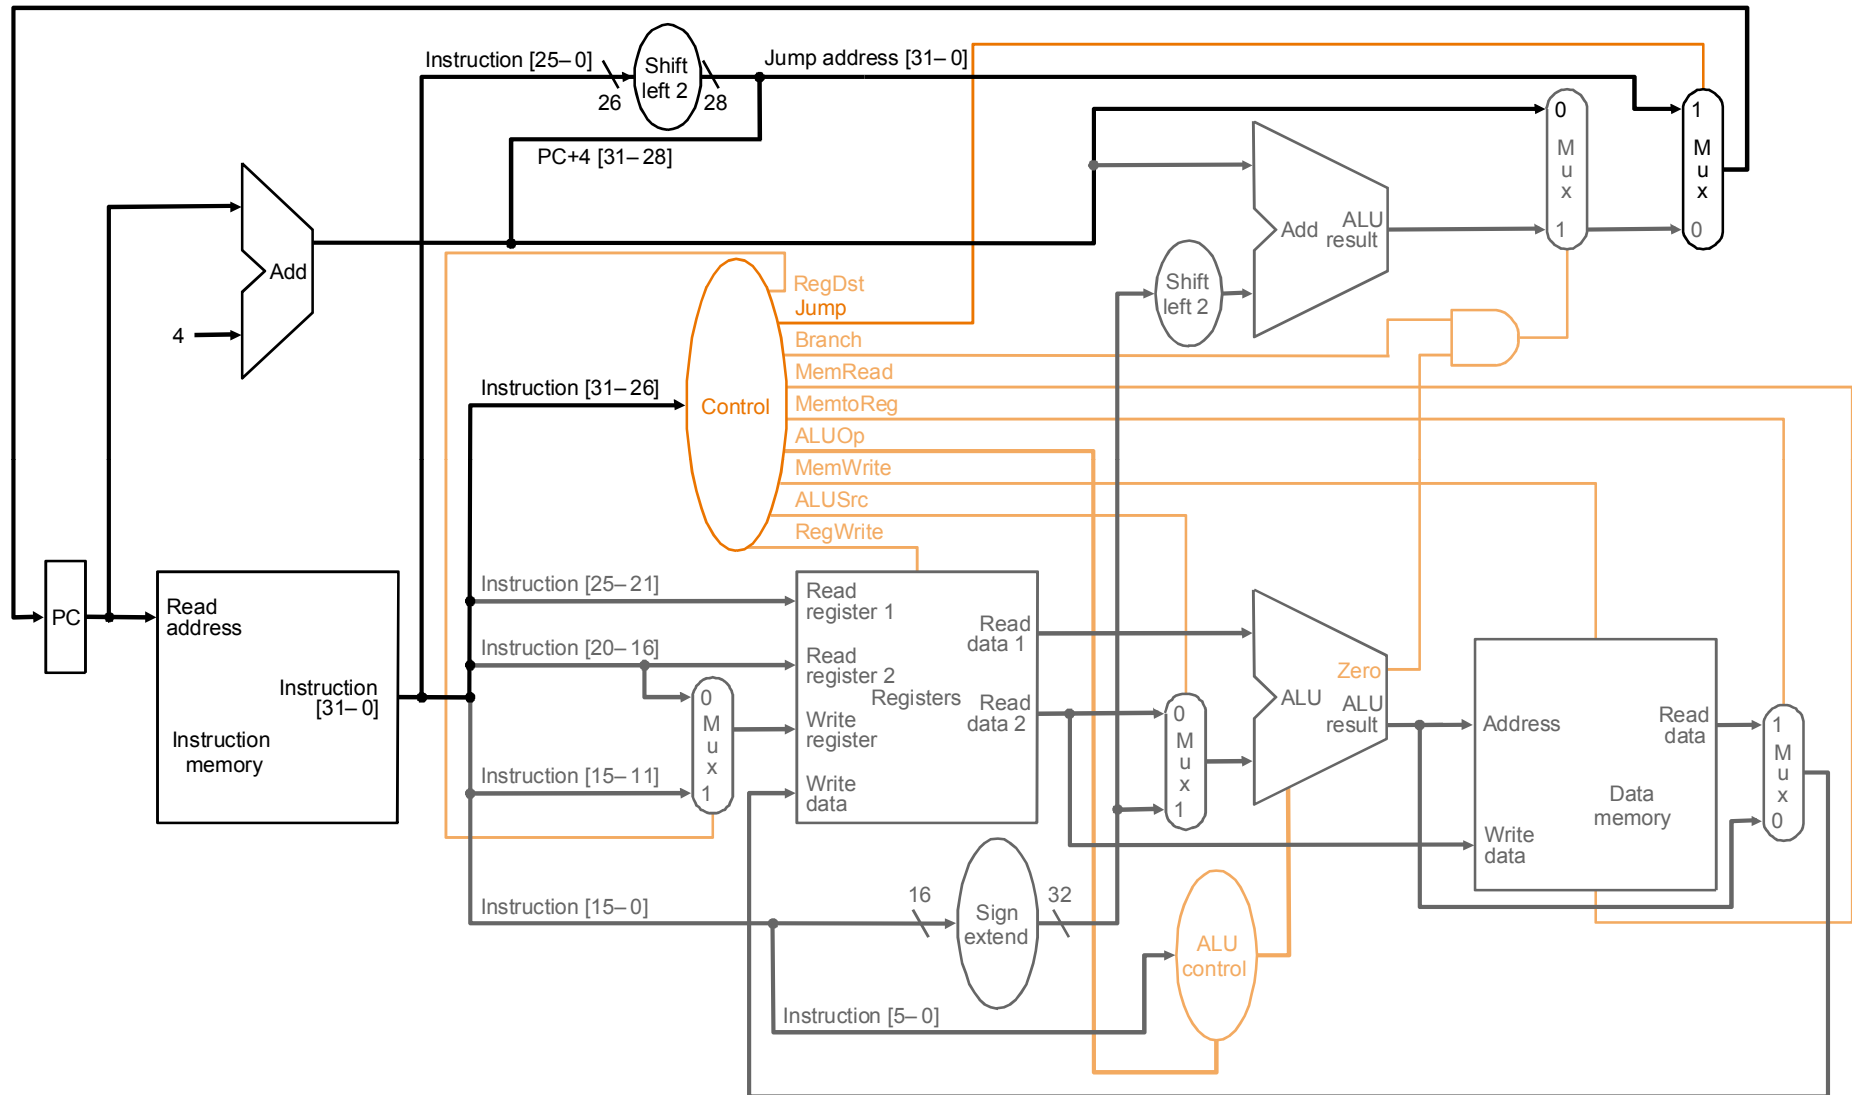 Instruction [25–0]
Shift
left 2
Jump address [31–0]
26
28
PC+4 [31–28]
0
M
u
x
1
1
M
u
x
0
Add
4
Add
ALU
result
Shift
left 2
RegDst
Jump
Branch
MemRead
MemtoReg
ALUOp
MemWrite
ALUSrc
RegWrite
Instruction [31–26]
Control
PC
Read
address
Instruction
[31–0]
Instruction
memory
Instruction [25–21]
Instruction [20–16]
Instruction [15–11]
0
M
u
x
1
Read
register 1
Read
register 2
Write
register
Write
data
Registers
Read
data 1
Read
data 2
0
M
u
x
1
Zero
ALU
ALU
result
Address
Write
data
Read
data
Data
memory
1
M
u
x
0
Instruction [15–0]
16
Sign
extend
32
ALU
control
Instruction [5–0]